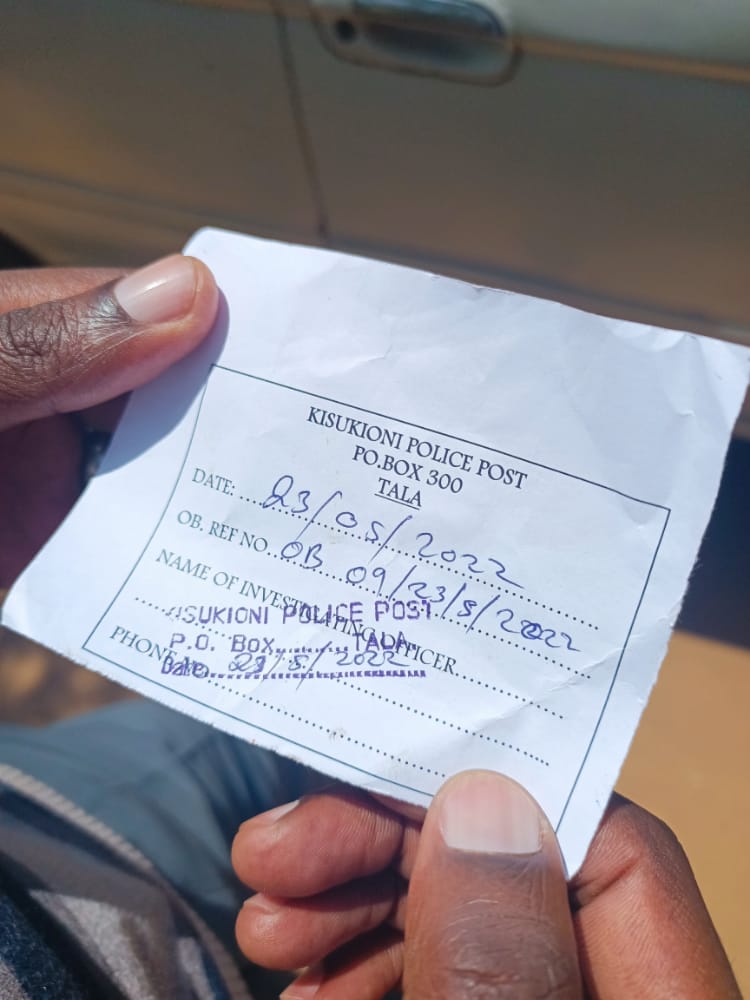 KISUKIONI POLICE POST
PO.BOX 300
TALA
DATE: 23/05/2022
OB. REF NO. OB 09/23/5/2022
NAME OF INVESTIGATING OFFICER
KISUKIONI POLICE POST
P.O. BOX TALA
PHONE NO.
Date 23/5/2022